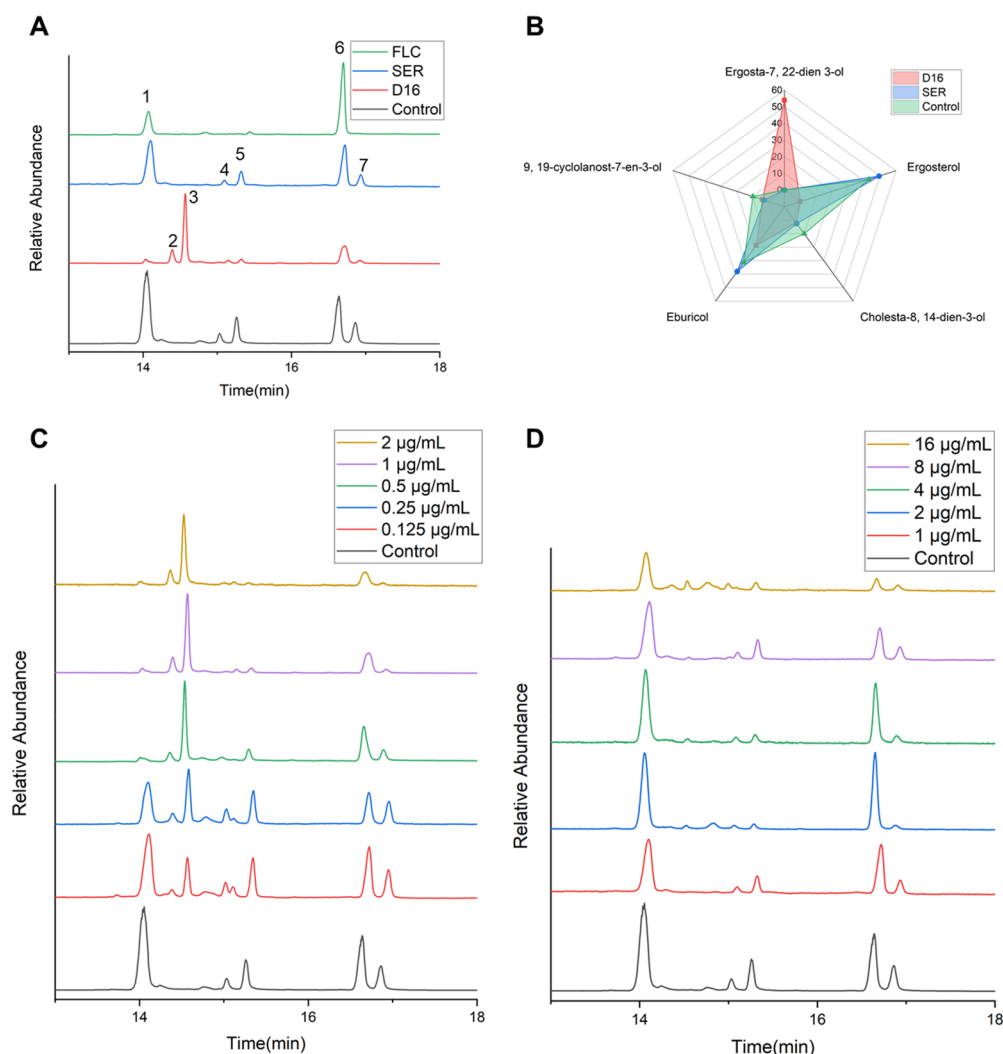 A
FLC
SER
D16
Control
1
2
3
4
5
6
7
Relative Abundance
14
16
18
Time(min)
B
D16
SER
Control
Ergosta-7, 22-dien 3-ol
60
50
40
30
20
10
0
9, 19-cyclolanost-7-en-3-ol
Ergosterol
Eburicol
Cholesta-8, 14-dien-3-ol
C
2 µg/mL
1 µg/mL
0.5 µg/mL
0.25 µg/mL
0.125 µg/mL
Control
Relative Abundance
14
16
18
Time(min)
D
16 µg/mL
8 µg/mL
4 µg/mL
2 µg/mL
1 µg/mL
Control
Relative Abundance
14
16
18
Time(min)